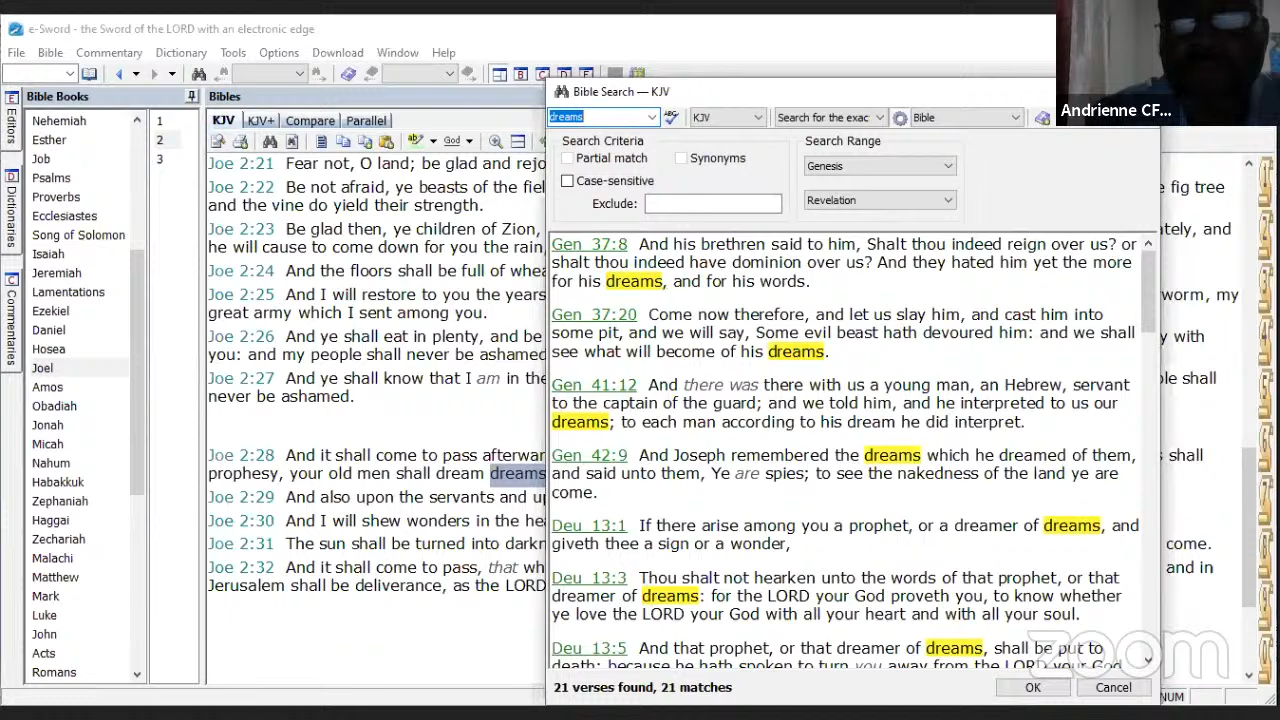 e-Sword - the Sword of the LORD with an electronic edge
File Bible Commentary Dictionary Tools Options Download Window Help
Bible Books
Nehemiah
Esther
Job
Psalms
Proverbs
Ecclesiastes
Song of Solomon
Isaiah
Jeremiah
Lamentations
Ezekiel
Daniel
Hosea
Joel
Amos
Obadiah
Jonah
Micah
Nahum
Habakkuk
Zephaniah
Haggai
Zechariah
Malachi
Matthew
Mark
Luke
John
Acts
Romans
Editors
Dictionaries
Commentaries
1
2
3
Bibles
KJV KJV+ Compare Parallel
God
Joe 2:21 Fear not, O land; be glad and rejo
Joe 2:22 Be not afraid, ye beasts of the fiel
e fig tree
and the vine do yield their strength.
Joe 2:23 Be glad then, ye children of Zion,
ately, and
he will cause to come down for you the rain,
Joe 2:24 And the floors shall be full of whea
Joe 2:25 And I will restore to you the years
worm, my
great army which I sent among you.
Joe 2:26 And ye shall eat in plenty, and be
you: and my people shall never be ashamed
Joe 2:27 And ye shall know that I am in the
ple shall
never be ashamed.
Joe 2:28 And it shall come to pass afterwar
s shall
prophesy, your old men shall dream dreams
Joe 2:29 And also upon the servants and up
Joe 2:30 And I will shew wonders in the hea
Joe 2:31 The sun shall be turned into darkn
come.
Joe 2:32 And it shall come to pass, that wh
and in
Jerusalem shall be deliverance, as the LORD
Bible Search — KJV
dreams KJV Search for the exac Bible
Search Criteria
Partial match Synonyms
Case-sensitive
Exclude:
Search Range
Genesis
Revelation
Gen 37:8 And his brethren said to him, Shalt thou indeed reign over us? or
shalt thou indeed have dominion over us? And they hated him yet the more
for his dreams, and for his words.
Gen 37:20 Come now therefore, and let us slay him, and cast him into
some pit, and we will say, Some evil beast hath devoured him: and we shall
see what will become of his dreams.
Gen 41:12 And there was there with us a young man, an Hebrew, servant
to the captain of the guard; and we told him, and he interpreted to us our
dreams; to each man according to his dream he did interpret.
Gen 42:9 And Joseph remembered the dreams which he dreamed of them,
and said unto them, Ye are spies; to see the nakedness of the land ye are
come.
Deu 13:1 If there arise among you a prophet, or a dreamer of dreams, and
giveth thee a sign or a wonder,
Deu 13:3 Thou shalt not hearken unto the words of that prophet, or that
dreamer of dreams: for the LORD your God proveth you, to know whether
ye love the LORD your God with all your heart and with all your soul.
Deu 13:5 And that prophet, or that dreamer of dreams, shall be put to
death; because he hath spoken to turn you away from the LORD your God
21 verses found, 21 matches
OK Cancel
NUM
Andrienne CF...
zoom